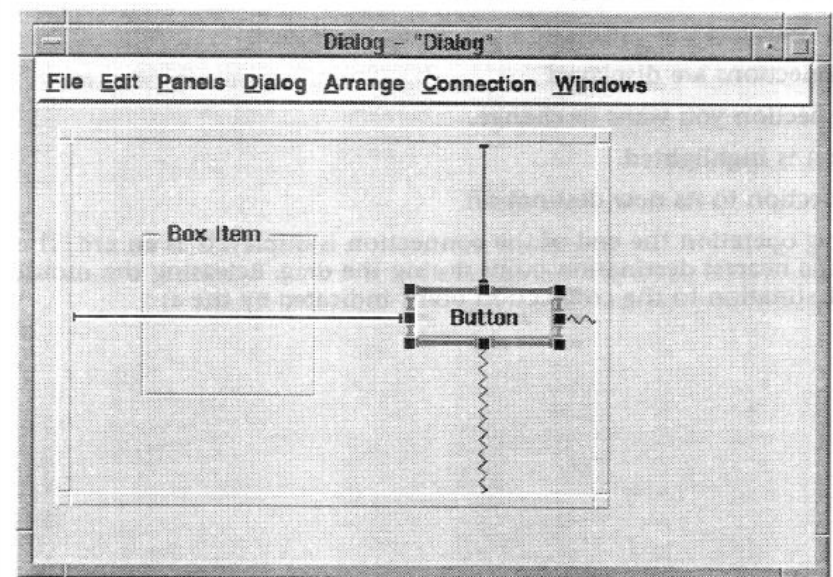 Dialog - "Dialog"
File Edit Panels Dialog Arrange Connection Windows
Box Item
Button